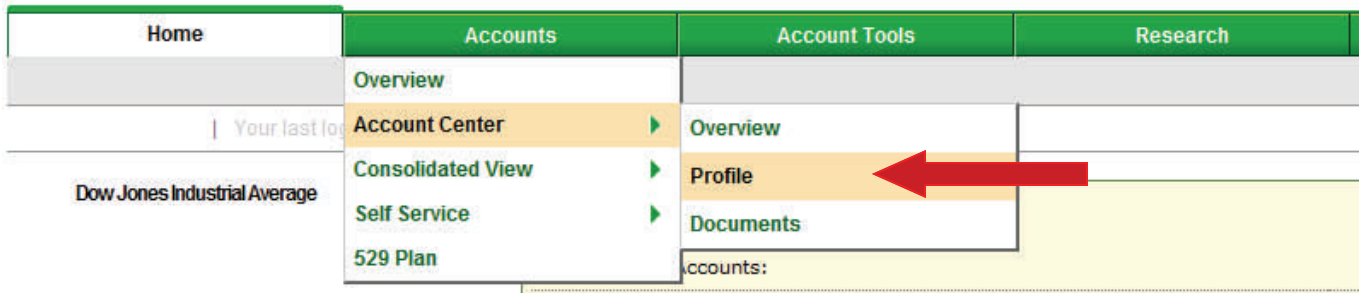 Home Accounts Account Tools Research
Overview
| Your last log
Account Center
Overview
Consolidated View
Profile
Dow Jones Industrial Average
Self Service
Documents
529 Plan
ccounts: